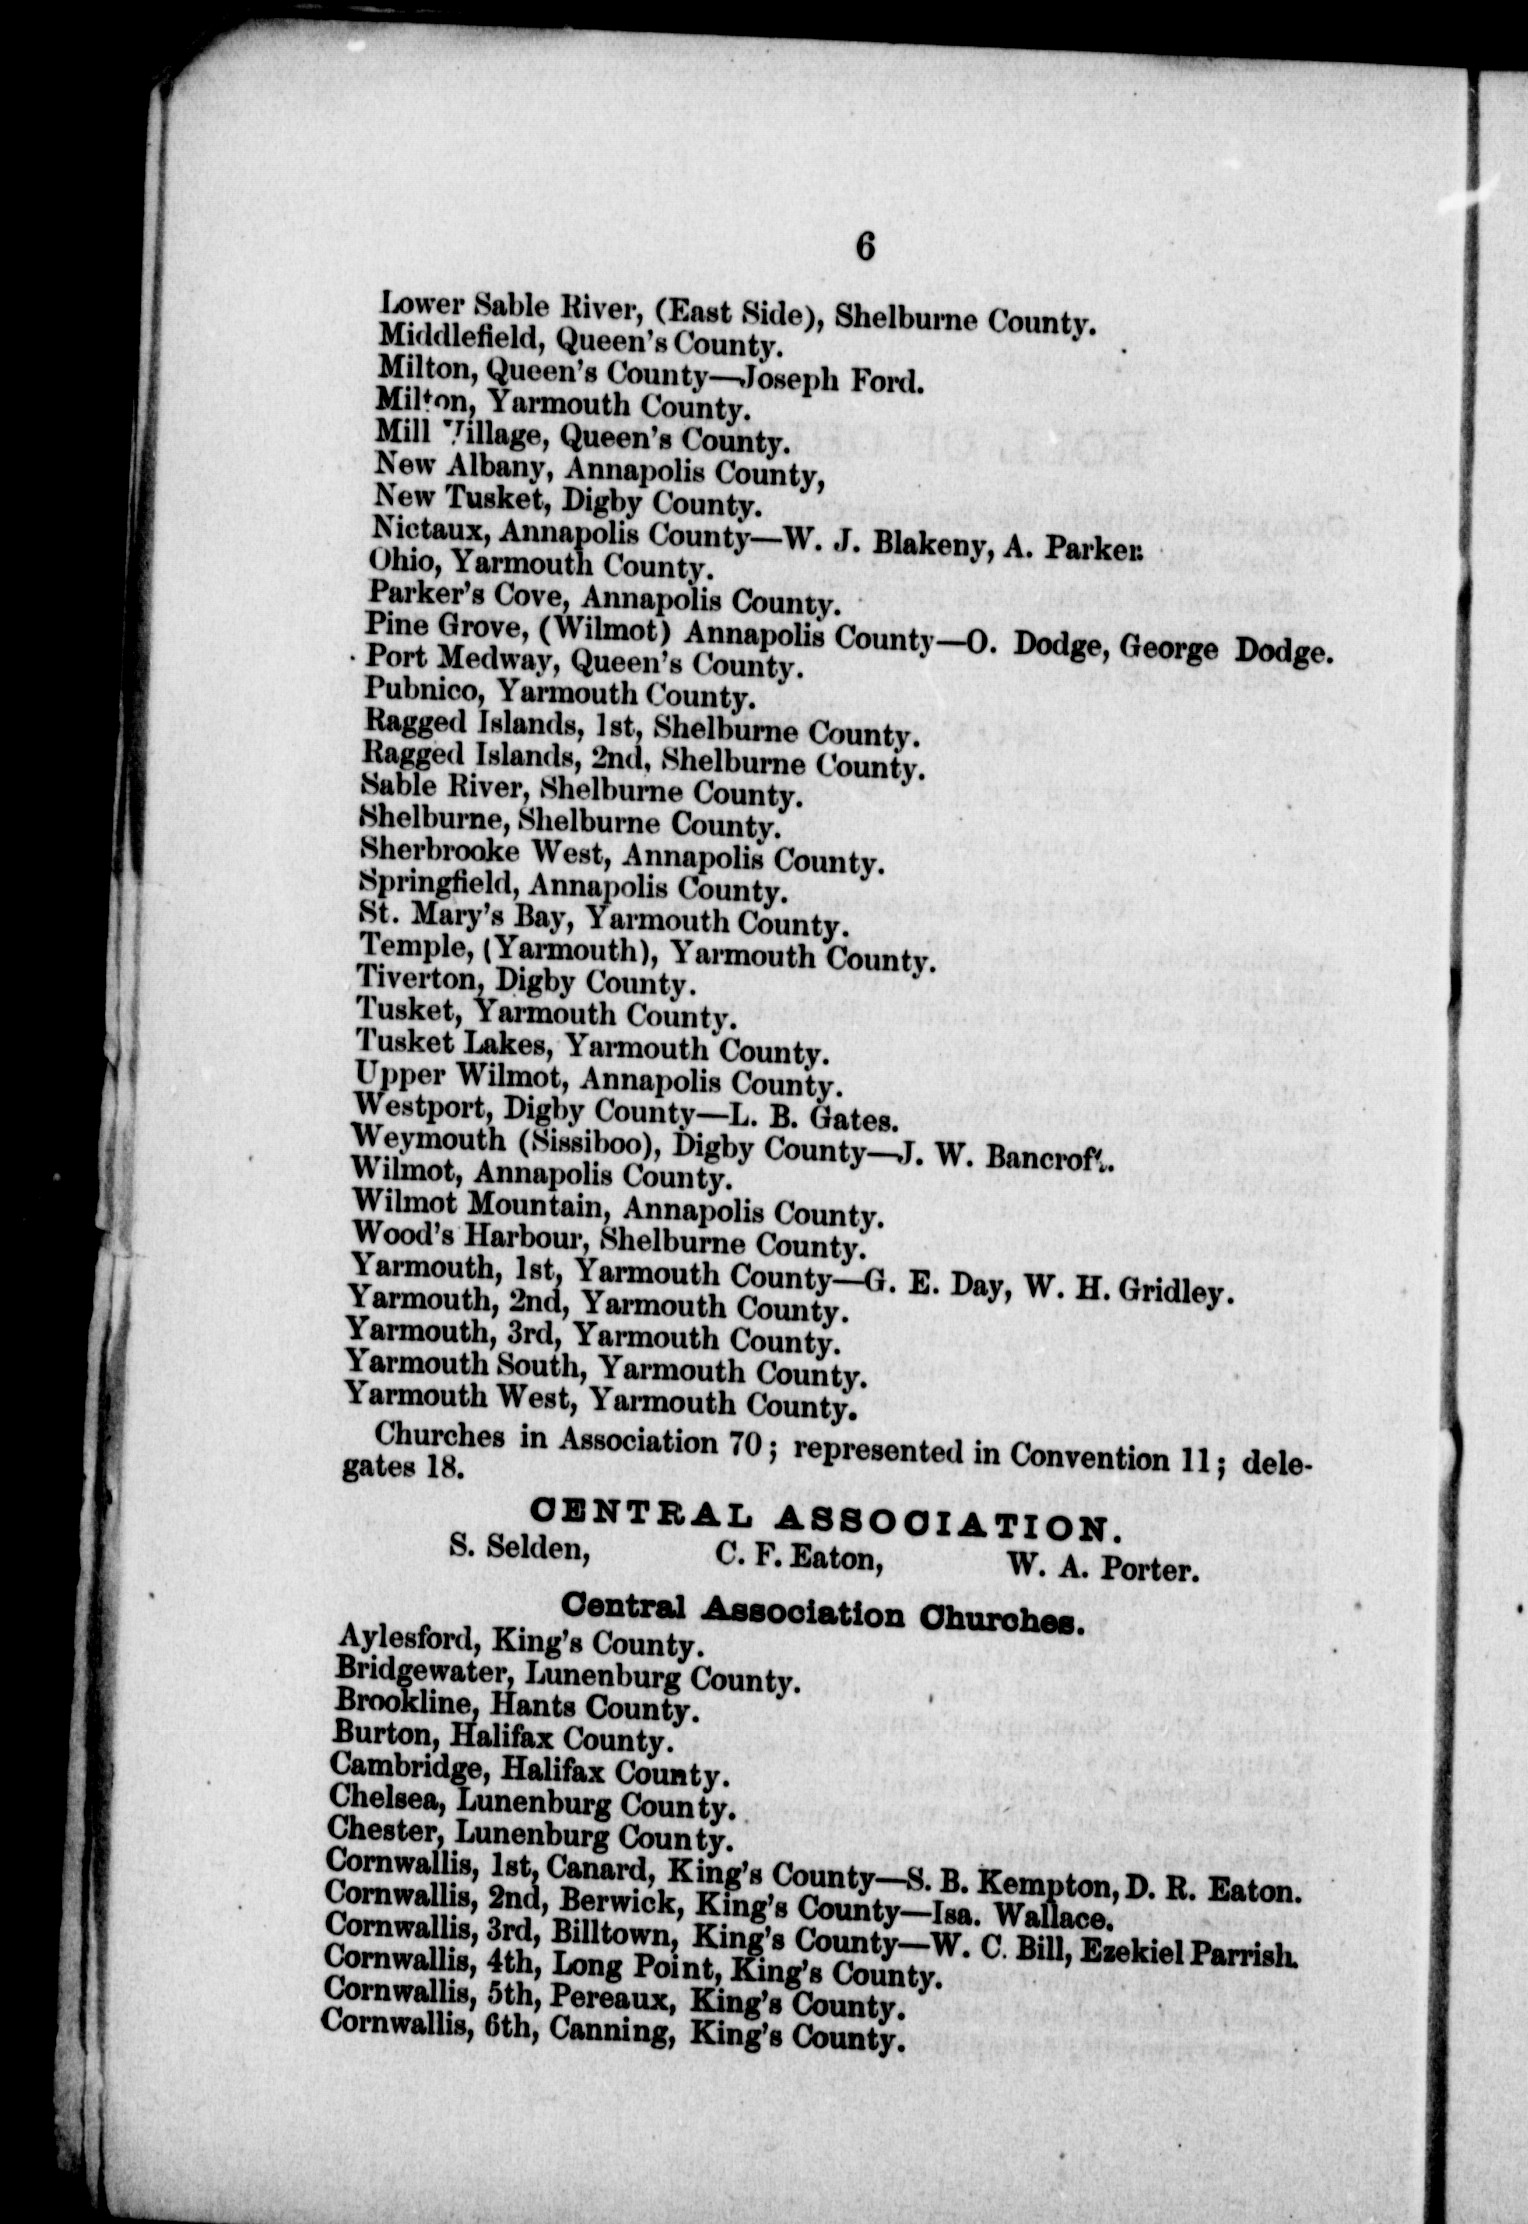 6
Lower Sable River, (East Side), Shelburne County.
Middlefield, Queen's County.
Milton, Queen's County—Joseph Ford.
Milton, Yarmouth County.
Mill Village, Queen's County.
New Albany, Annapolis County,
New Tusket, Digby County.
Nictaux, Annapolis County—W. J. Blakeny, A. Parker.
Ohio, Yarmouth County.
Parker's Cove, Annapolis County.
Pine Grove, (Wilmot) Annapolis County—O. Dodge, George Dodge.
Port Medway, Queen's County.
Pubnico, Yarmouth County.
Ragged Islands, 1st, Shelburne County.
Ragged Islands, 2nd, Shelburne County.
Sable River, Shelburne County.
Shelburne, Shelburne County.
Sherbrooke West, Annapolis County.
Springfield, Annapolis County.
St. Mary's Bay, Yarmouth County.
Temple, (Yarmouth), Yarmouth County.
Tiverton, Digby County.
Tusket, Yarmouth County.
Tusket Lakes, Yarmouth County.
Upper Wilmot, Annapolis County.
Westport, Digby County—L. B. Gates.
Weymouth (Sissiboo), Digby County—J. W. Bancroft.
Wilmot, Annapolis County.
Wilmot Mountain, Annapolis County.
Wood's Harbour, Shelburne County.
Yarmouth, 1st, Yarmouth County—G. E. Day, W. H. Gridley.
Yarmouth, 2nd, Yarmouth County.
Yarmouth, 3rd, Yarmouth County.
Yarmouth South, Yarmouth County.
Yarmouth West, Yarmouth County.
Churches in Association 70; represented in Convention 11; dele-
gates 18.
CENTRAL ASSOCIATION.
S. Selden, C. F. Eaton, W. A. Porter.
Central Association Churches.
Aylesford, King's County.
Bridgewater, Lunenburg County.
Brookline, Hants County.
Burton, Halifax County.
Cambridge, Halifax County.
Chelsea, Lunenburg County.
Chester, Lunenburg County.
Cornwallis, 1st, Canard, King's County—S. B. Kempton, D. R. Eaton.
Cornwallis, 2nd, Berwick, King's County—Isa. Wallace.
Cornwallis, 3rd, Billtown, King's County—W. C. Bill, Ezekiel Parrish.
Cornwallis, 4th, Long Point, King's County.
Cornwallis, 5th, Pereaux, King's County.
Cornwallis, 6th, Canning, King's County.